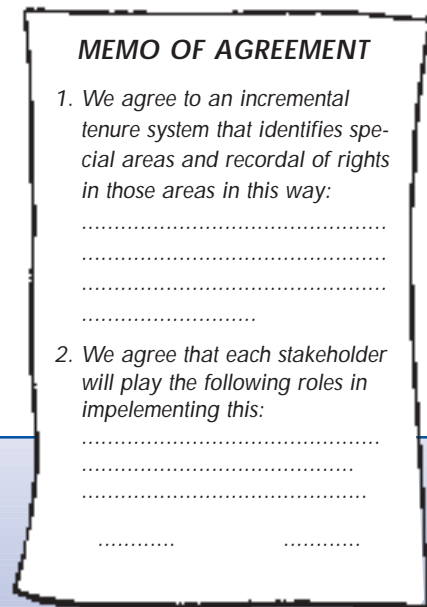 MEMO OF AGREEMENT
1. We agree to an incremental
tenure system that identifies spe-
cial areas and recordal of rights
in those areas in this way:
...............................................
...............................................
...............................................
...........................
2. We agree that each stakeholder
will play the following roles in
impelementing this:
..............................................
..........................................
............................................
............ ............